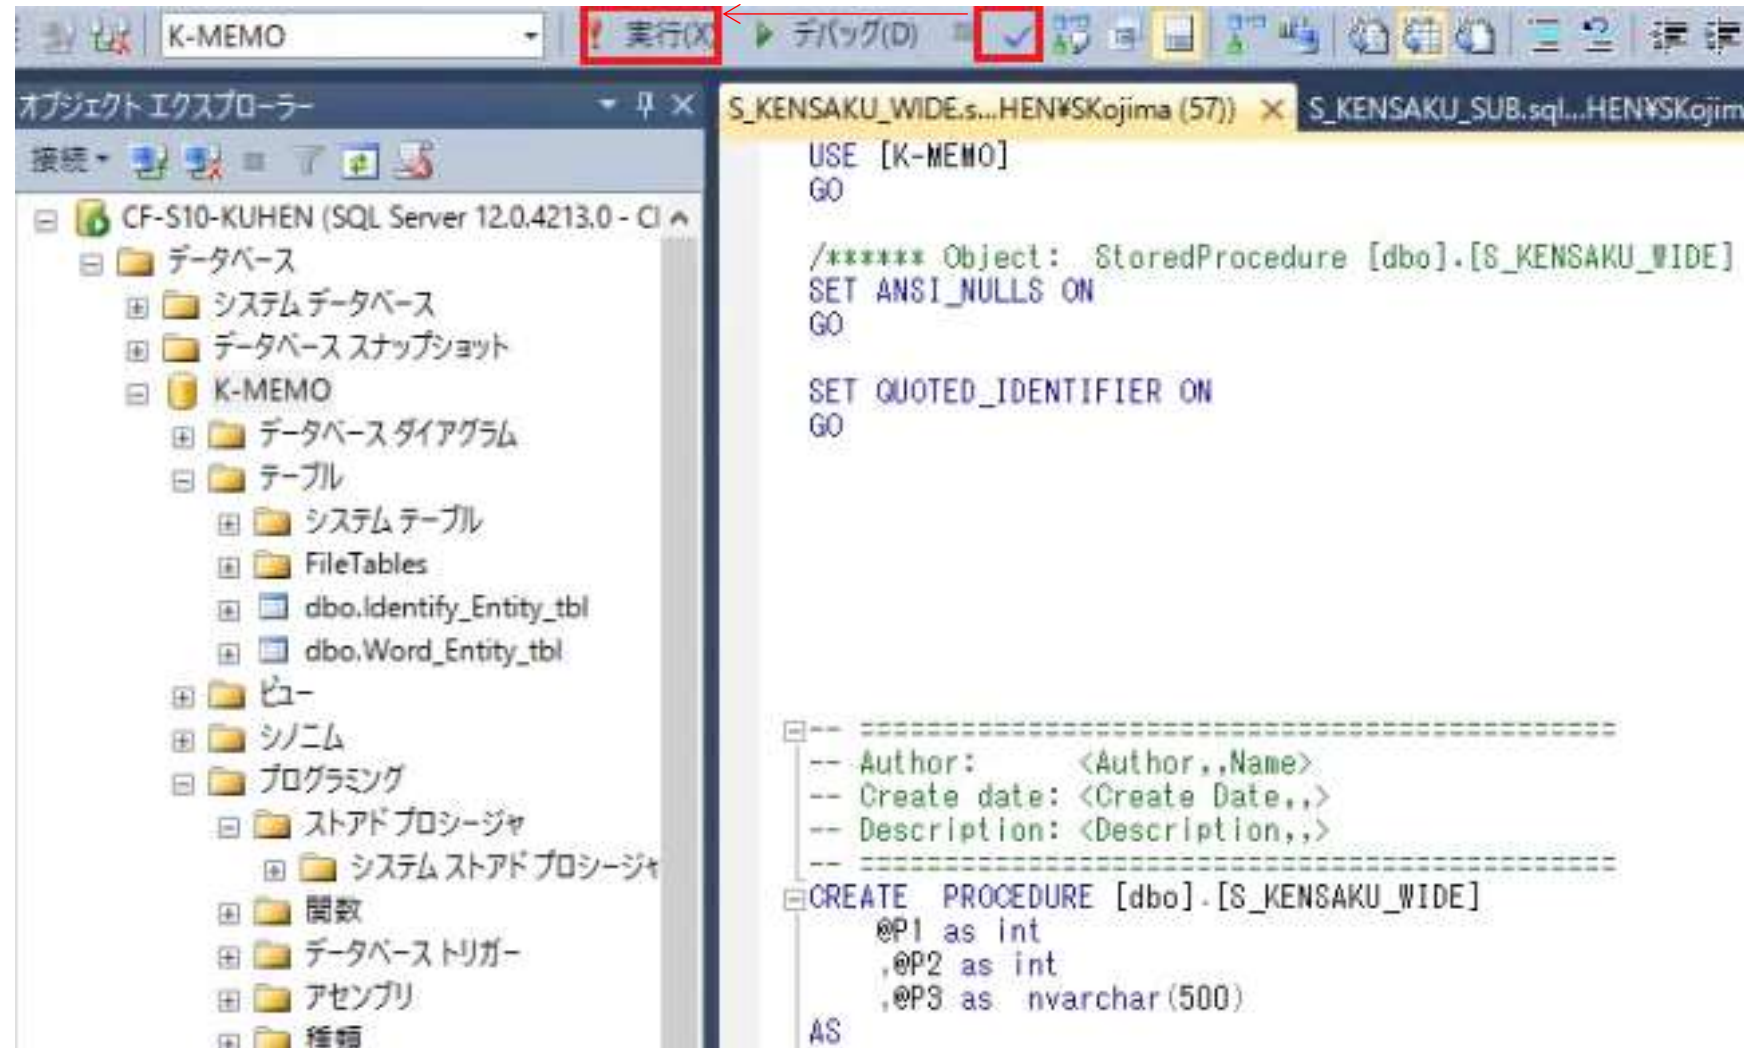 K-MEMO
実行(X)
デバッグ(D)
オブジェクト エクスプローラー
S_KENSAKU_WIDE.s...HEN¥SKojima (57))
S_KENSAKU_SUB.sql...HEN¥SKojim
接続
CF-S10-KUHEN (SQL Server 12.0.4213.0 - CI
データベース
システム データベース
データベース スナップショット
K-MEMO
データベース ダイアグラム
テーブル
システム テーブル
FileTables
dbo.Identify_Entity_tbl
dbo.Word_Entity_tbl
ビュー
シノニム
プログラミング
ストアド プロシージャ
システム ストアド プロシージャ
関数
データベース トリガー
アセンブリ
種類
USE [K-MEMO]
GO
/****** Object:  StoredProcedure [dbo].[S_KENSAKU_WIDE]
SET ANSI_NULLS ON
GO
SET QUOTED_IDENTIFIER ON
GO
-- =============================================
-- Author:      <Author,,Name>
-- Create date: <Create Date,,>
-- Description: <Description,,>
-- =============================================
CREATE  PROCEDURE [dbo].[S_KENSAKU_WIDE]
@P1 as int
,@P2 as int
,@P3 as  nvarchar(500)
AS